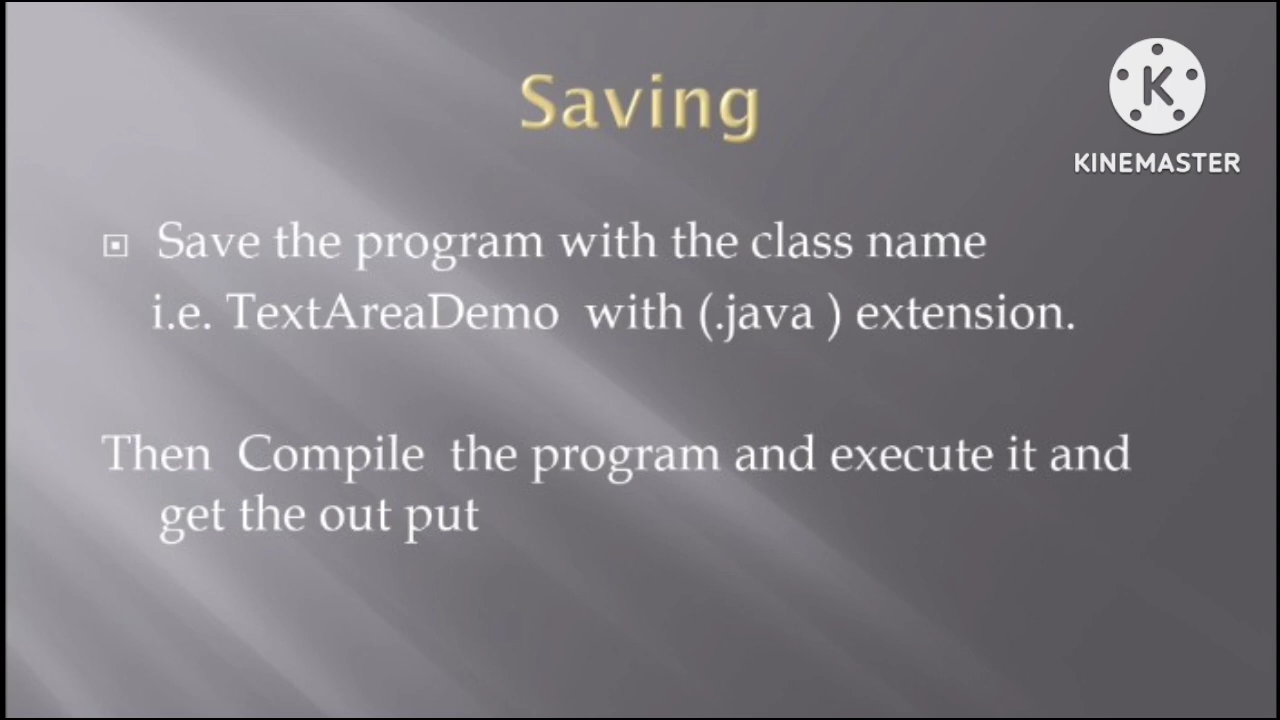 Saving
K
KINEMASTER
Save the program with the class name
i.e. TextAreaDemo with (.java ) extension.
Then Compile the program and execute it and
get the out put